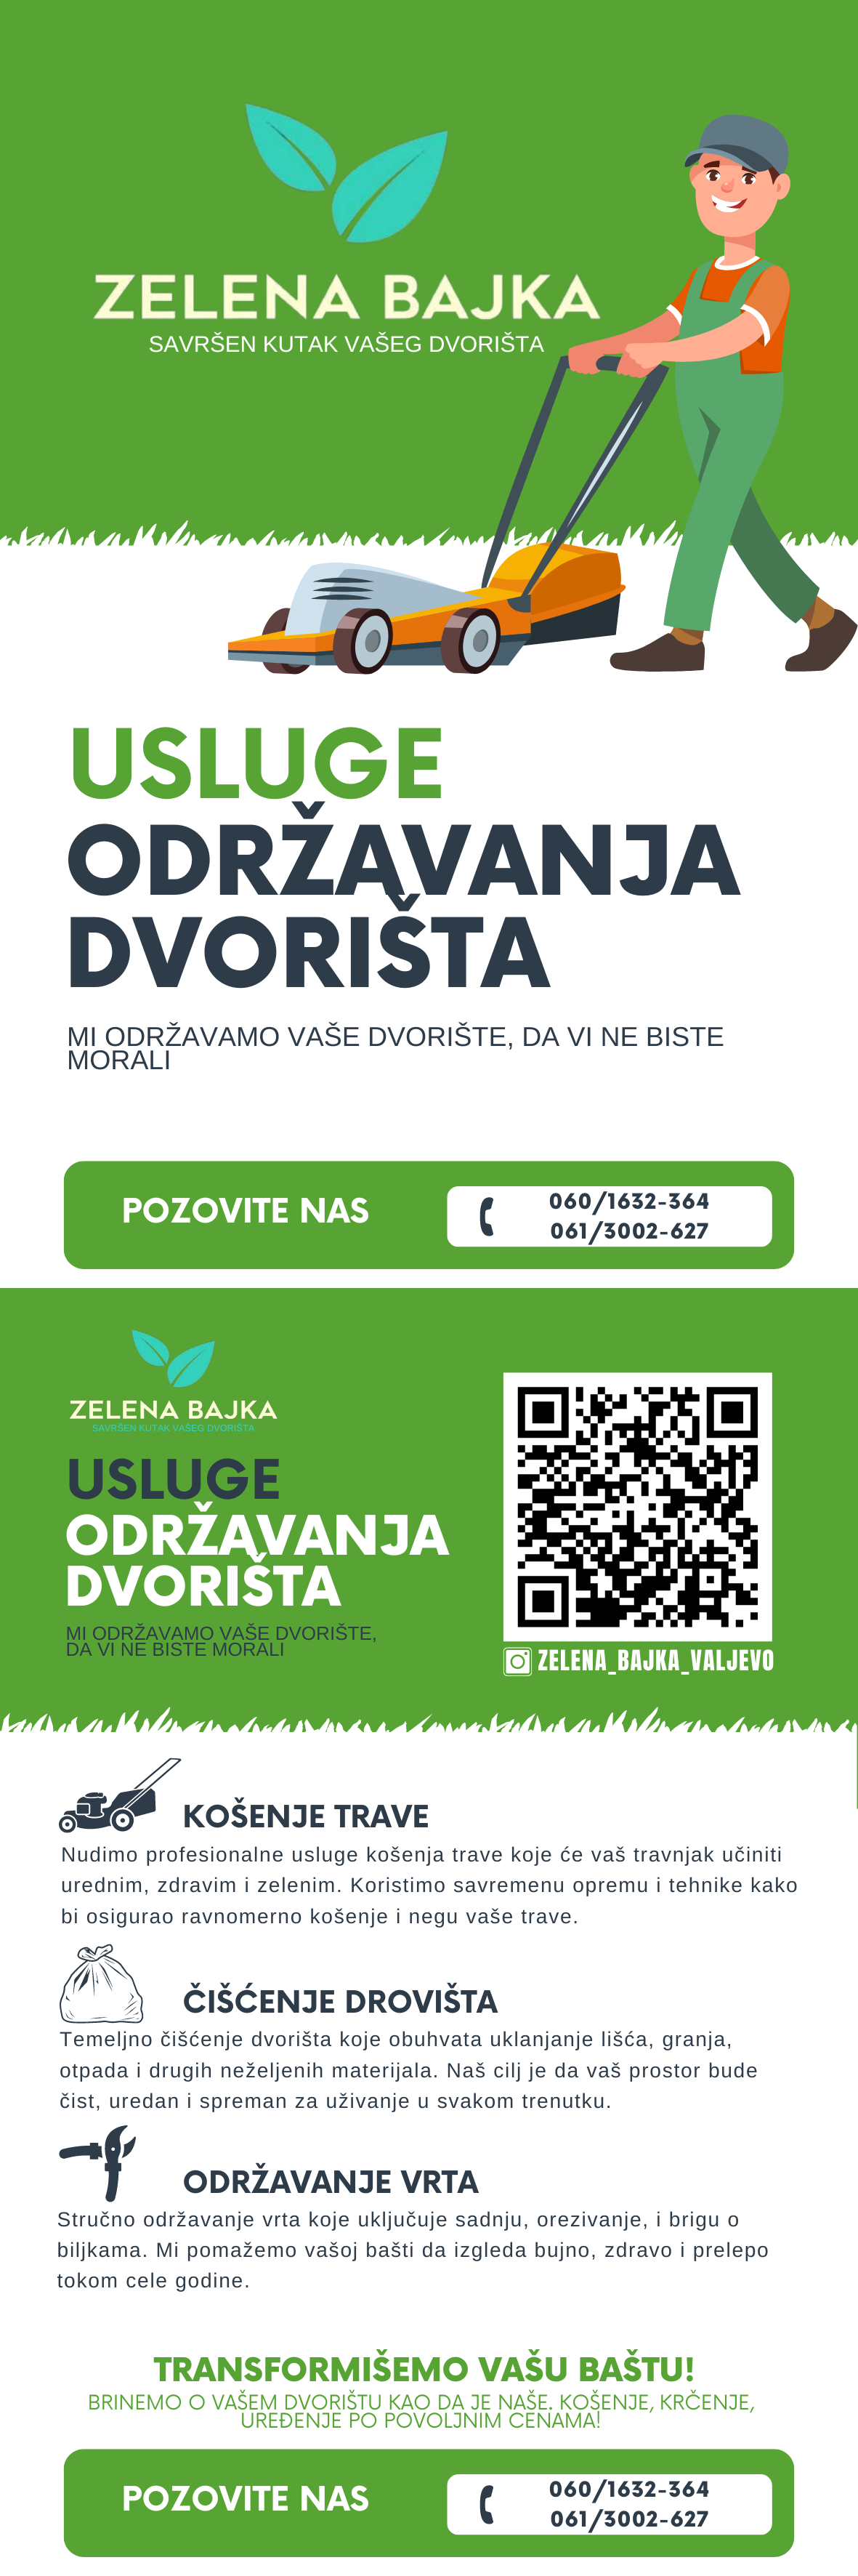 ZELENA BAJKA
SAVRŠEN KUTAK VAŠEG DVORIŠTA
USLUGE
ODRŽAVANJA
DVORIŠTA
MI ODRŽAVAMO VAŠE DVORIŠTE, DA VI NE BISTE
MORALI
POZOVITE NAS
060/1632-364
061/3002-627
ZELENA BAJKA
SAVRŠEN KUTAK VAŠEG DVORIŠTA
USLUGE
ODRŽAVANJA
DVORIŠTA
MI ODRŽAVAMO VAŠE DVORIŠTE,
DA VI NE BISTE MORALI
ZELENA_BAJKA_VALJEVO
KOŠENJE TRAVE
Nudimo profesionalne usluge košenja trave koje će vaš travnjak učiniti
urednim, zdravim i zelenim. Koristimo savremenu opremu i tehnike kako
bi osigurao ravnomerno košenje i negu vaše trave.
ČIŠĆENJE DROVIŠTA
Temeljno čišćenje dvorišta koje obuhvata uklanjanje lišća, granja,
otpada i drugih neželjenih materijala. Naš cilj je da vaš prostor bude
čist, uredan i spreman za uživanje u svakom trenutku.
ODRŽAVANJE VRTA
Stručno održavanje vrta koje uključuje sadnju, orezivanje, i brigu o
biljkama. Mi pomažemo vašoj bašti da izgleda bujno, zdravo i prelepo
tokom cele godine.
TRANSFORMIŠEMO VAŠU BAŠTU!
BRINEMO O VAŠEM DVORIŠTU KAO DA JE NAŠE. KOŠENJE, KRČENJE,
UREĐENJE PO POVOLJNIM CENAMA!
POZOVITE NAS
060/1632-364
061/3002-627